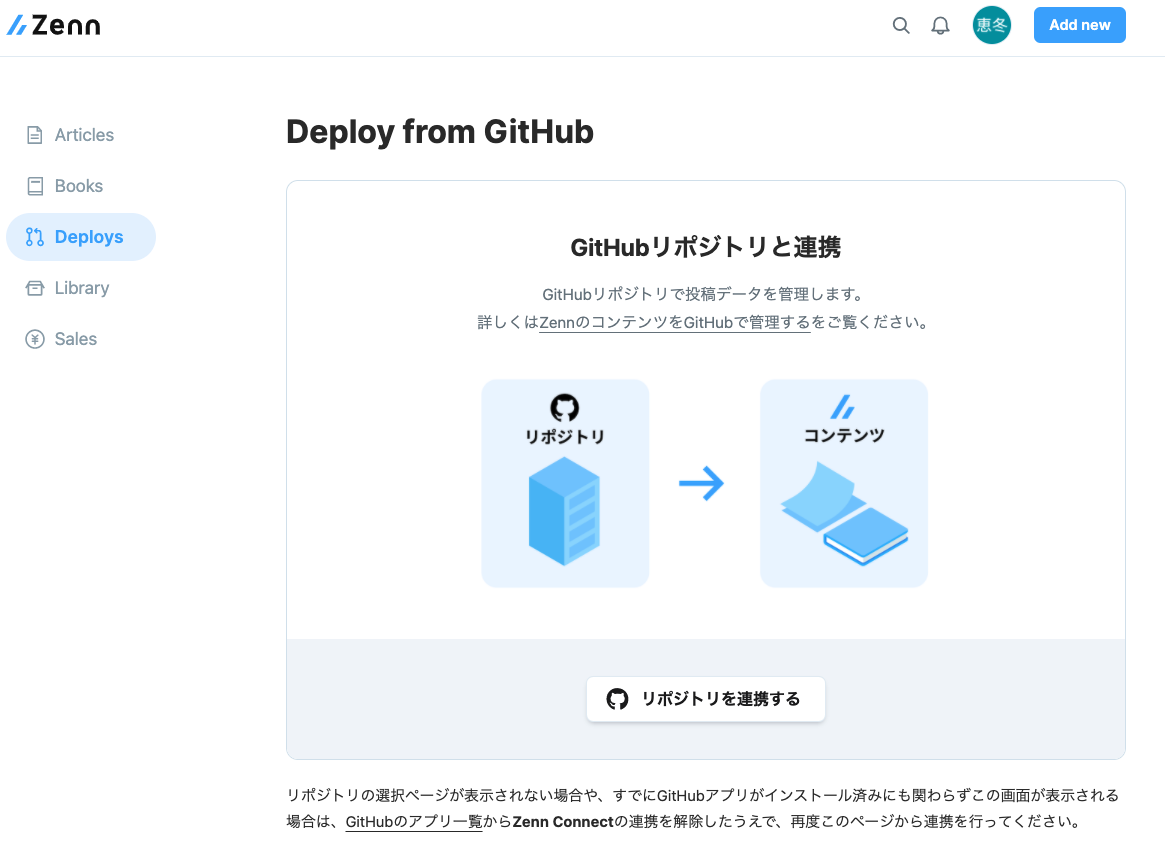 Zenn
恵冬
Add new
Articles
Books
Deploys
Library
Sales
Deploy from GitHub
GitHubリポジトリと連携
GitHubリポジトリで投稿データを管理します。
詳しくはZennのコンテンツをGitHubで管理するをご覧ください。
リポジトリ
コンテンツ
リポジトリを連携する
リポジトリの選択ページが表示されない場合や、すでにGitHubアプリがインストール済みにも関わらずこの画面が表示される
場合は、GitHubのアプリ一覧からZenn Connectの連携を解除したうえで、再度このページから連携を行ってください。